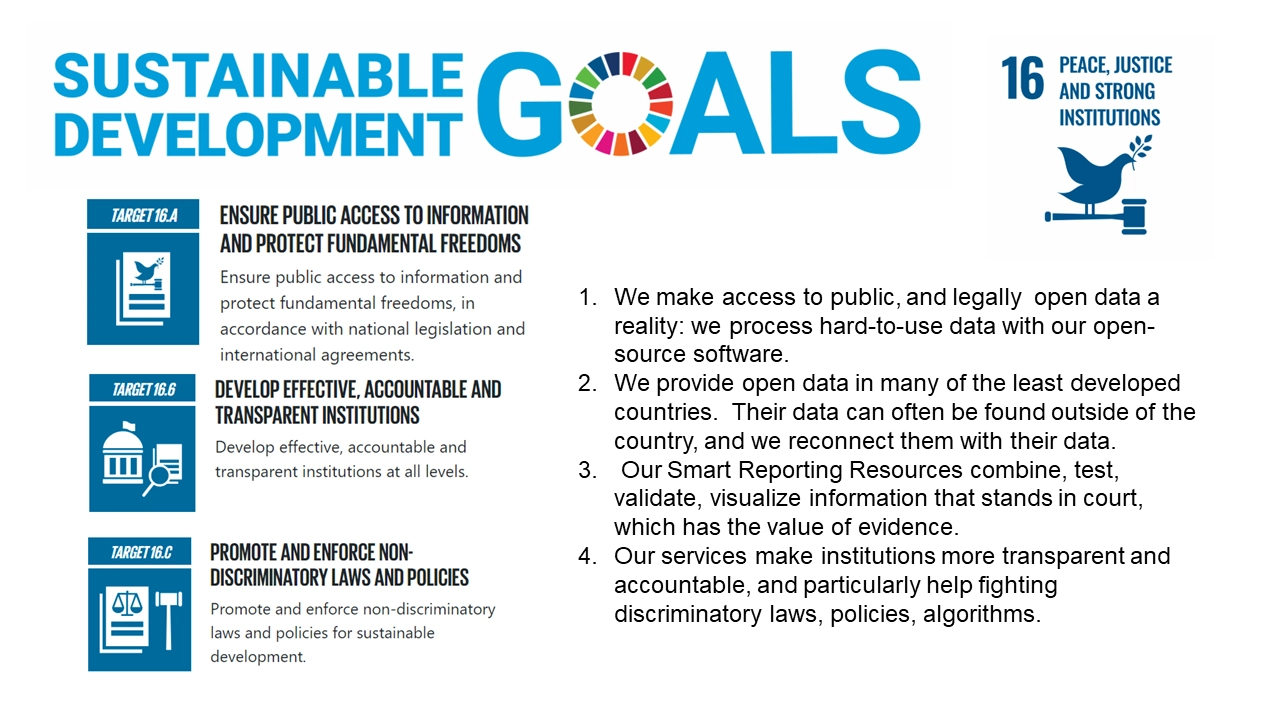 SUSTAINABLE
DEVELOPMENT
GOALS
16
PEACE, JUSTICE
AND STRONG
INSTITUTIONS
TARGET 16.A
ENSURE PUBLIC ACCESS TO INFORMATION
AND PROTECT FUNDAMENTAL FREEDOMS
Ensure public access to information and
protect fundamental freedoms, in
accordance with national legislation and
international agreements.
TARGET 16.6
DEVELOP EFFECTIVE, ACCOUNTABLE AND
TRANSPARENT INSTITUTIONS
Develop effective, accountable and
transparent institutions at all levels.
TARGET 16.C
PROMOTE AND ENFORCE NON-
DISCRIMINATORY LAWS AND POLICIES
Promote and enforce non-discriminatory
laws and policies for sustainable
development.
1. We make access to public, and legally open data a
reality: we process hard-to-use data with our open-
source software.
2. We provide open data in many of the least developed
countries. Their data can often be found outside of the
country, and we reconnect them with their data.
3. Our Smart Reporting Resources combine, test,
validate, visualize information that stands in court,
which has the value of evidence.
4. Our services make institutions more transparent and
accountable, and particularly help fighting
discriminatory laws, policies, algorithms.